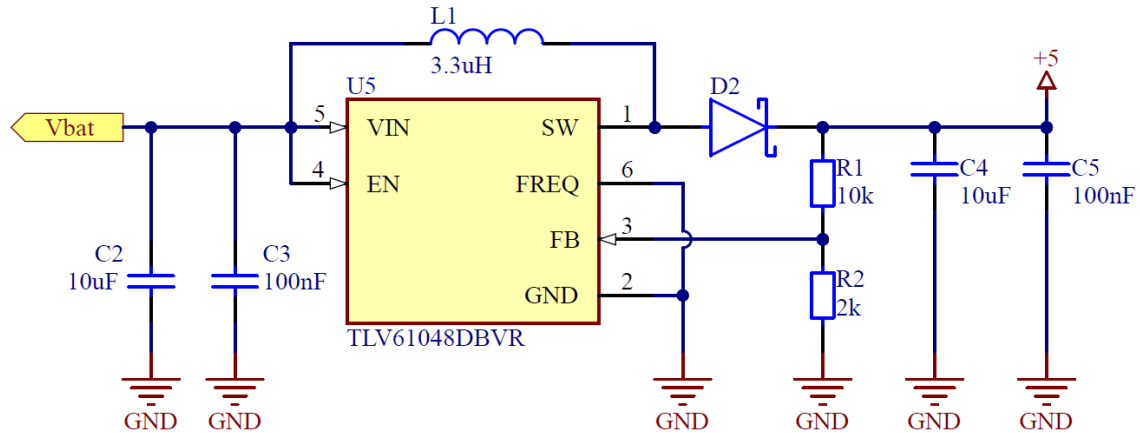 L1
3.3uH
U5
D2
+5
Vbat
5
VIN
SW
1
4
EN
FREQ
6
R1
10k
C4
10uF
C5
100nF
FB
3
C2
10uF
C3
100nF
GND
2
R2
2k
TLV61048DBVR
GND
GND
GND
GND
GND
GND